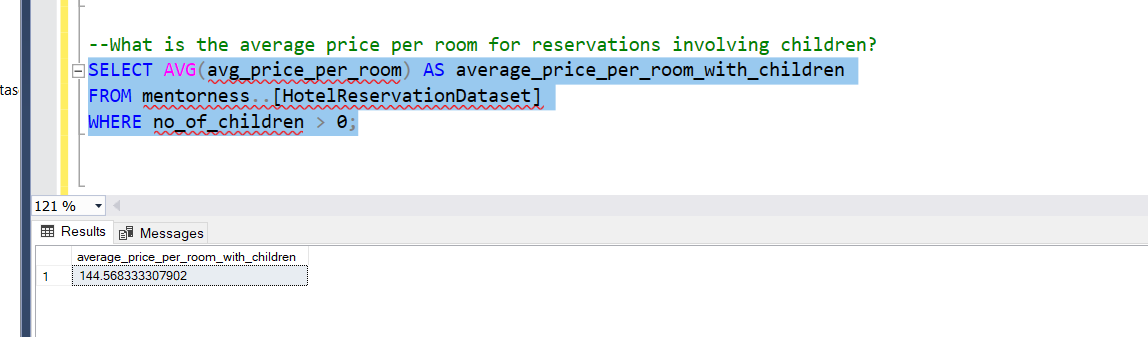 --What is the average price per room for reservations involving children?
SELECT AVG(avg_price_per_room) AS average_price_per_room_with_children
tas
FROM mentorness..[HotelReservationDataset]
WHERE no_of_children > 0;
121 %
Results Messages
average_price_per_room_with_children
1 144.568333307902